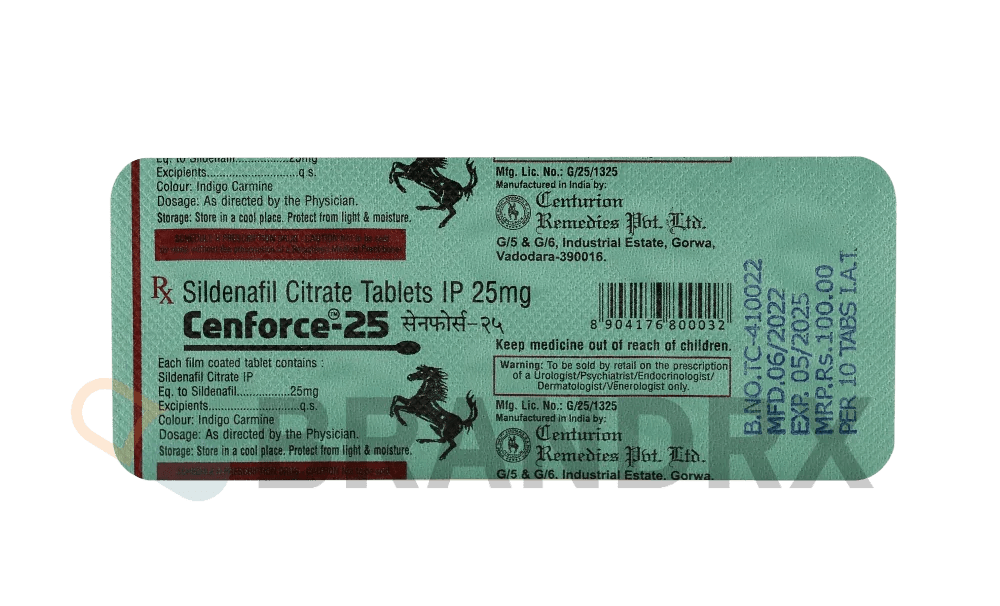 Eq. to Sildenafil................25mg
Excipients...........................q.s.
Colour: Indigo Carmine
Dosage: As directed by the Physician.
Storage: Store in a cool place. Protect from light & moisture.
Mfg. Lic. No.: G/25/1325
Manufactured in India by:
Centurion
Remedies Pvt. Ltd.
G/5 & G/6, Industrial Estate, Gorwa,
Vadodara-390016.
Rx Sildenafil Citrate Tablets IP 25mg
Cenforce™-25 सेनफोर्स-२५
8 904176 800032
Keep medicine out of reach of children.
Each film coated tablet contains :
Sildenafil Citrate IP
Eq. to Sildenafil................25mg
Excipients...........................q.s.
Colour: Indigo Carmine
Dosage: As directed by the Physician.
Storage: Store in a cool place. Protect from light & moisture.
Warning: To be sold by retail on the prescription
of a Urologist/Psychiatrist/Endocrinologist/
Dermatologist/Venerologist only.
Mfg. Lic. No.: G/25/1325
Manufactured in India by:
Centurion
Remedies Pvt. Ltd.
G/5 & G/6, Industrial Estate, Gorwa,
B.NO.TC-410022
MFD.06/2022
EXP. 05/2025
MRP.Rs.1000.00
PER 10 TABS I.A.T.
BRANDRX